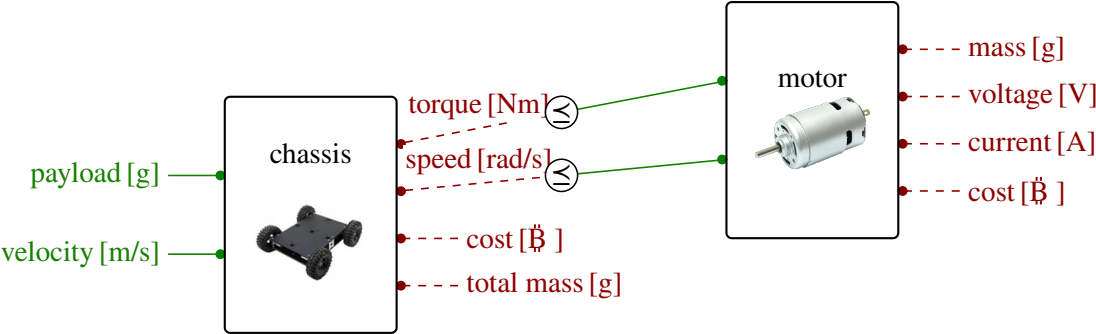 payload [g]
velocity [m/s]
chassis
torque [Nm]
speed [rad/s]
cost [₿ ]
total mass [g]
⪯
⪯
motor
mass [g]
voltage [V]
current [A]
cost [₿ ]